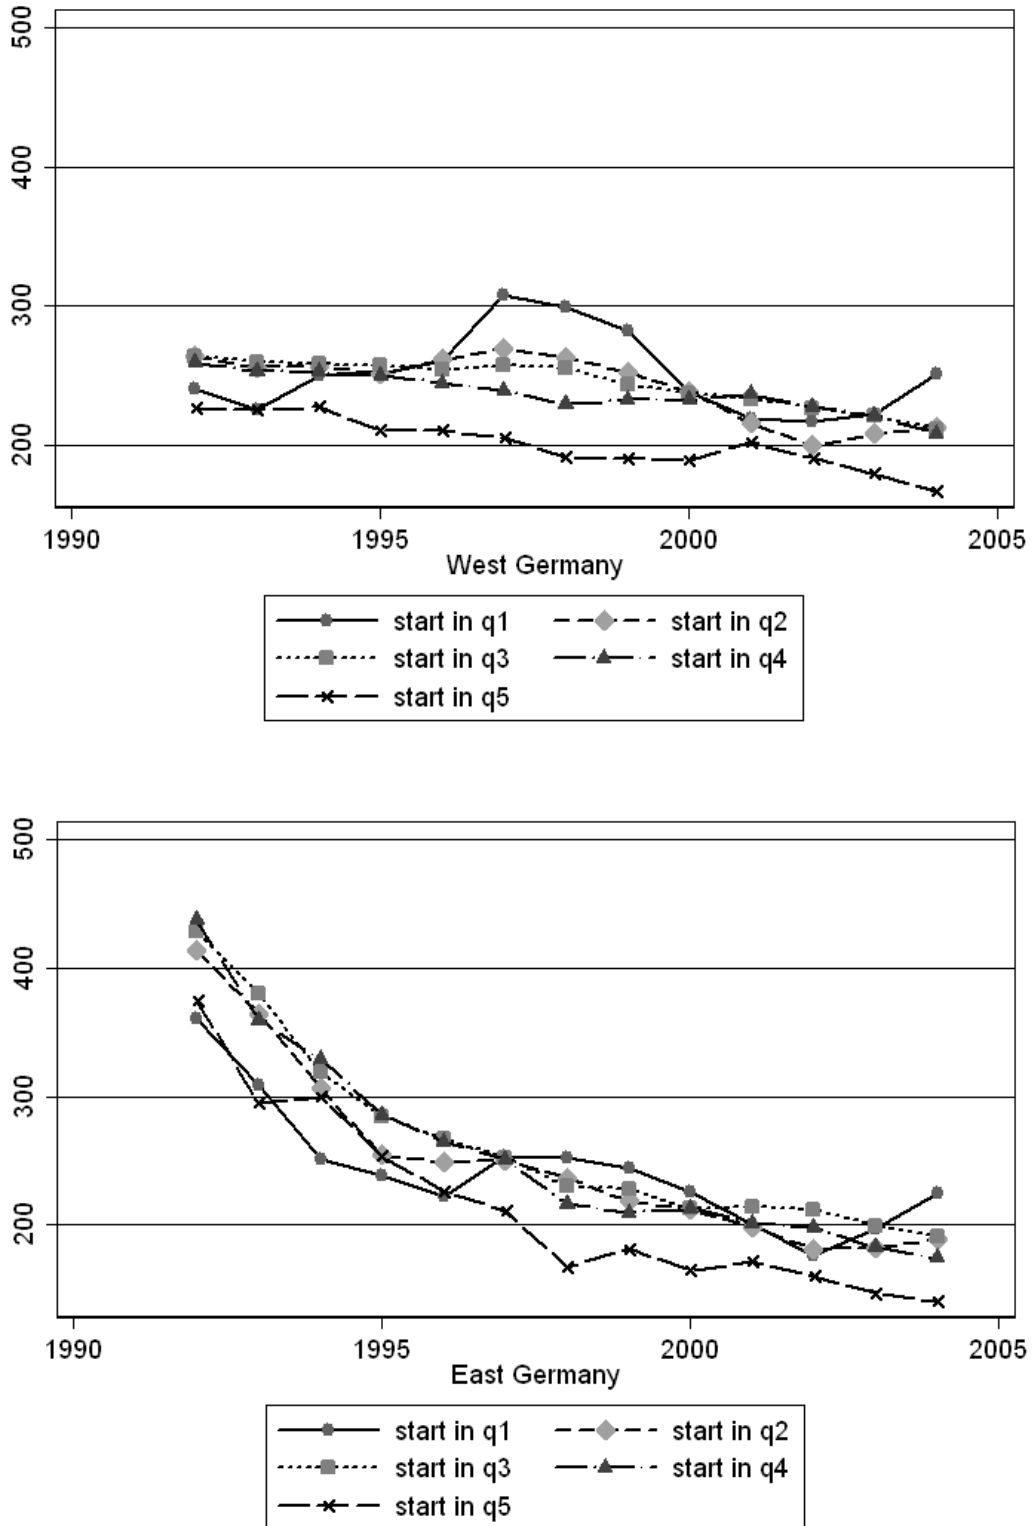 500
400
300
200
1990 1995 2000 2005
West Germany
start in q1 start in q2
start in q3 start in q4
start in q5
500
400
300
200
1990 1995 2000 2005
East Germany
start in q1 start in q2
start in q3 start in q4
start in q5